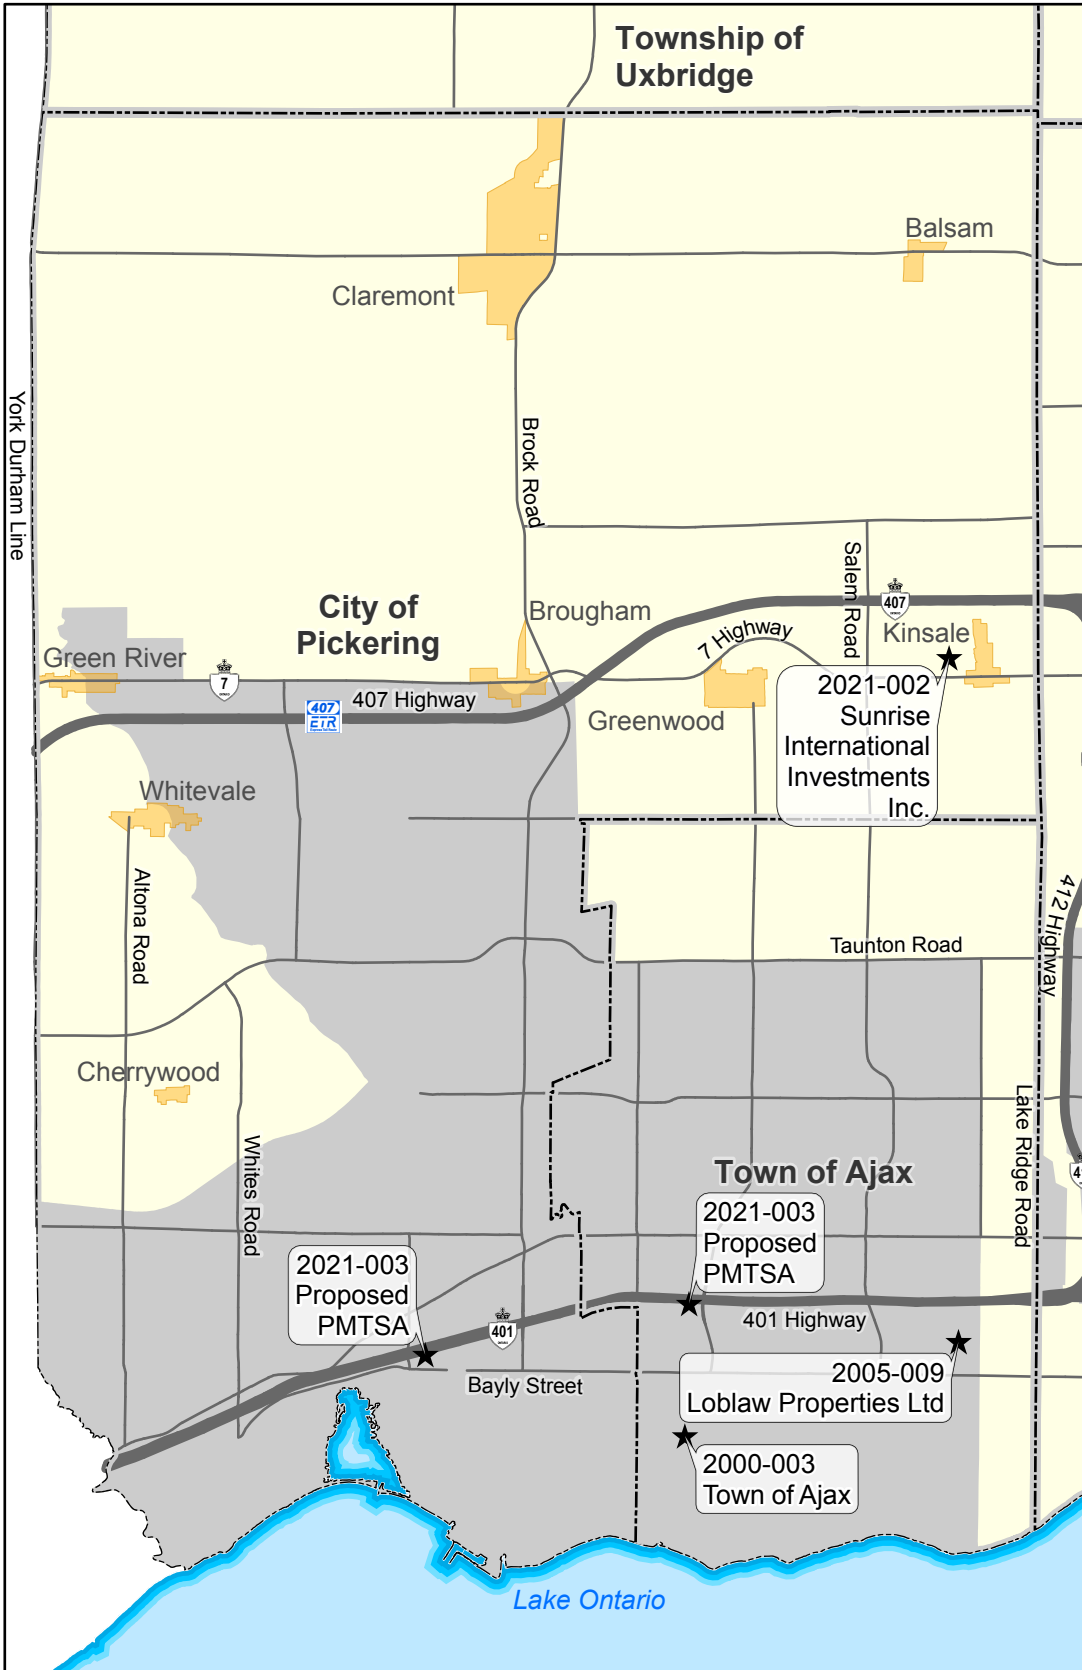 Township of
Uxbridge
Balsam
Claremont
York Durham Line
Brock Road
Salem Road
407
City of
Pickering
Brougham
Kinsale
7 Highway
Green River
7
407 Highway
407
ETR
Greenwood
2021-002
Sunrise
International
Investments
Inc.
Whitevale
Altona Road
412 Highway
Taunton Road
Cherrywood
Lake Ridge Road
Whites Road
Town of Ajax
2021-003
Proposed
PMTSA
2021-003
Proposed
PMTSA
401
401 Highway
Bayly Street
2005-009
Loblaw Properties Ltd
2000-003
Town of Ajax
Lake Ontario